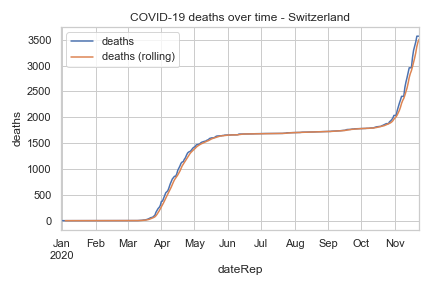 COVID-19 deaths over time - Switzerland
deaths
deaths (rolling)
3500
3000
2500
2000
1500
1000
500
0
deaths
Jan Feb Mar Apr May Jun Jul Aug Sep Oct Nov
2020
dateRep